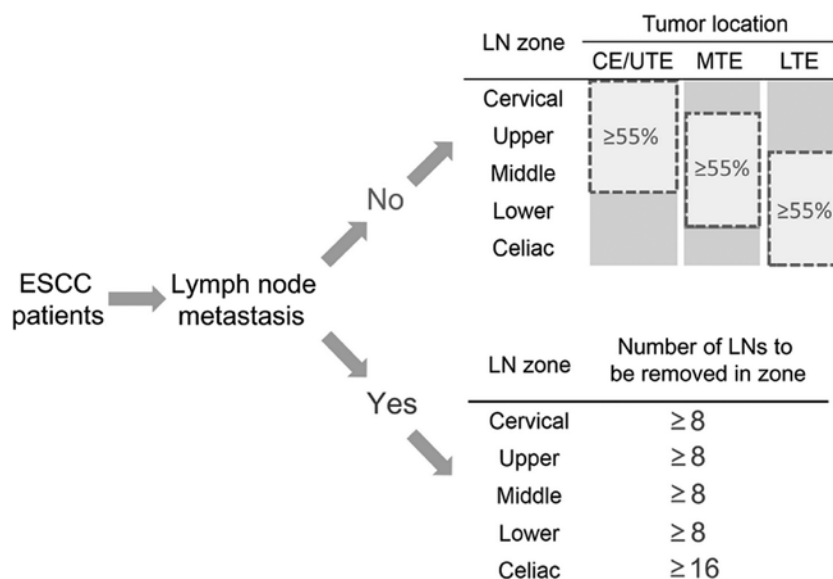 Tumor location
LN zone
CE/UTE MTE LTE
Cervical
Upper ≥55%
Middle ≥55%
Lower ≥55%
Celiac
No
ESCC
patients
Lymph node
metastasis
Yes
LN zone
Number of LNs to
be removed in zone
Cervical ≥8
Upper ≥8
Middle ≥8
Lower ≥8
Celiac ≥16